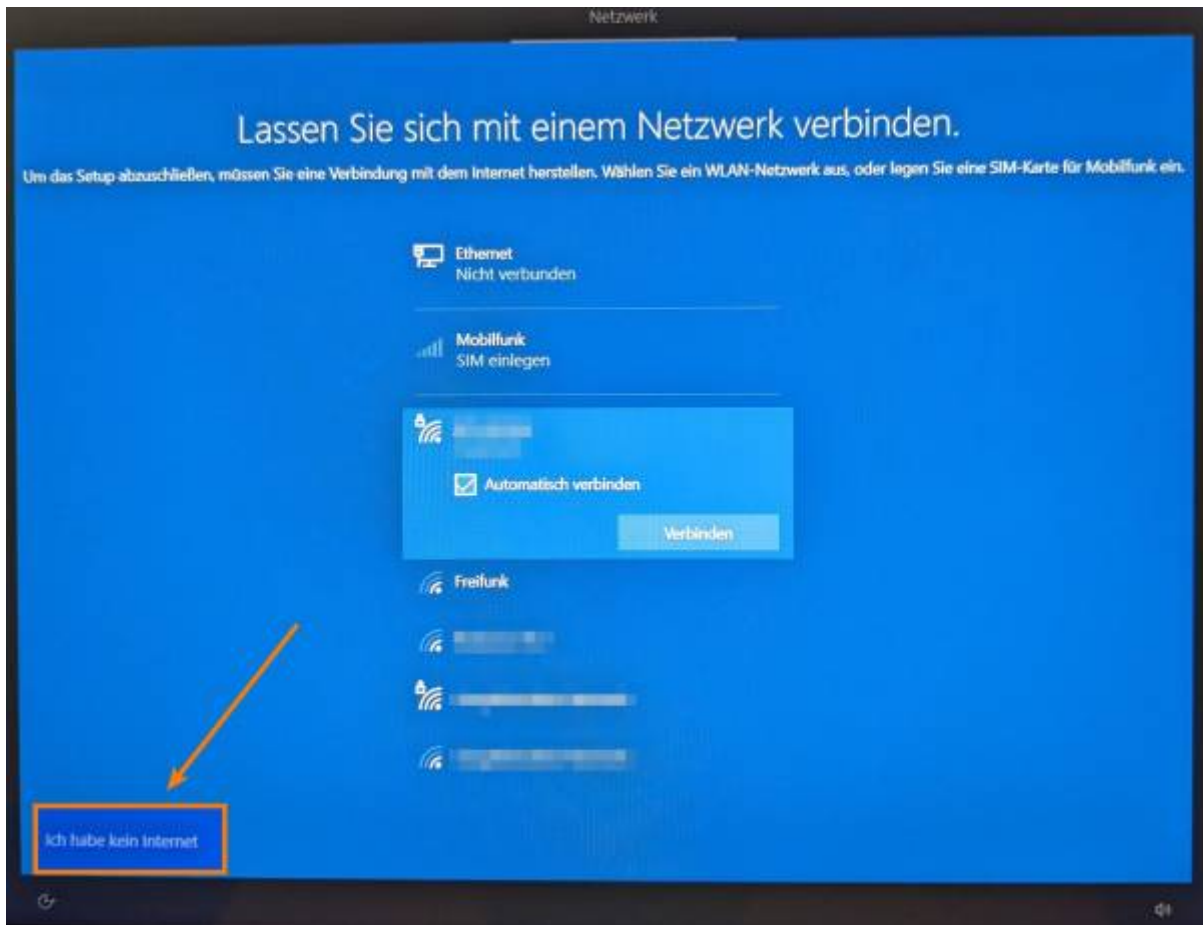 Netzwerk
Lassen Sie sich mit einem Netzwerk verbinden.
Um das Setup abzuschließen, müssen Sie eine Verbindung mit dem Internet herstellen. Wählen Sie ein WLAN-Netzwerk aus, oder legen Sie eine SIM-Karte für Mobilfunk ein.
Ethernet
Nicht verbunden
Mobilfunk
SIM einlegen
Automatisch verbinden
Verbinden
Freifunk
Ich habe kein Internet